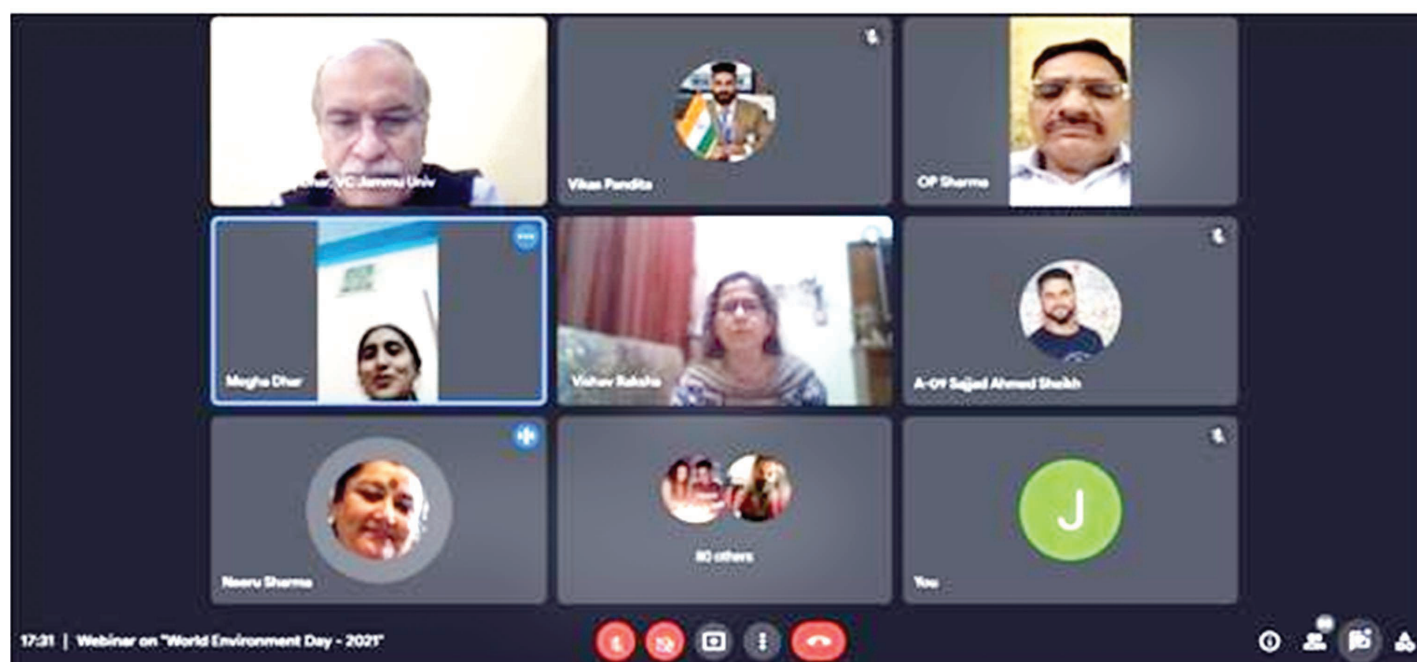 VC Jammu Univ
Vikas Pandita
OP Sharma
Megha Dhar
Vishav Raksha
A-09 Sajjad Ahmed Sheikh
Neeru Sharma
80 others
J
You
17:31 | Webinar on "World Environment Day - 2021"